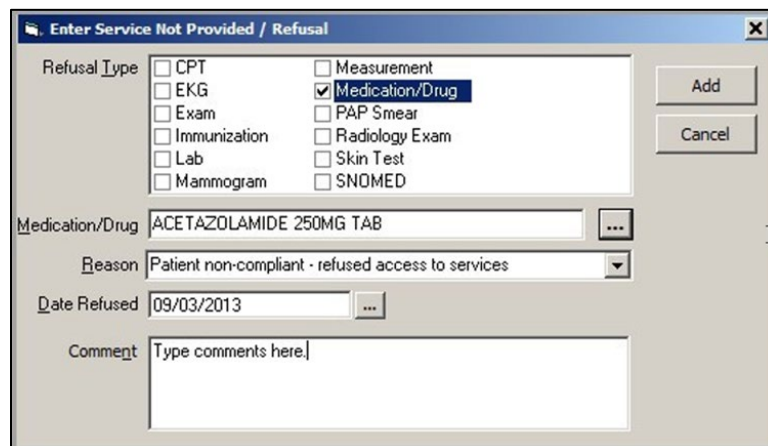 Enter Service Not Provided / Refusal
Refusal Type CPT Measurement
EKG Medication/Drug
Exam PAP Smear
Immunization Radiology Exam
Lab Skin Test
Mammogram SNOMED
Add
Cancel
Medication/Drug ACETAZOLAMIDE 250MG TAB ...
Reason Patient non-compliant - refused access to services
Date Refused 09/03/2013 ...
Comment Type comments here.